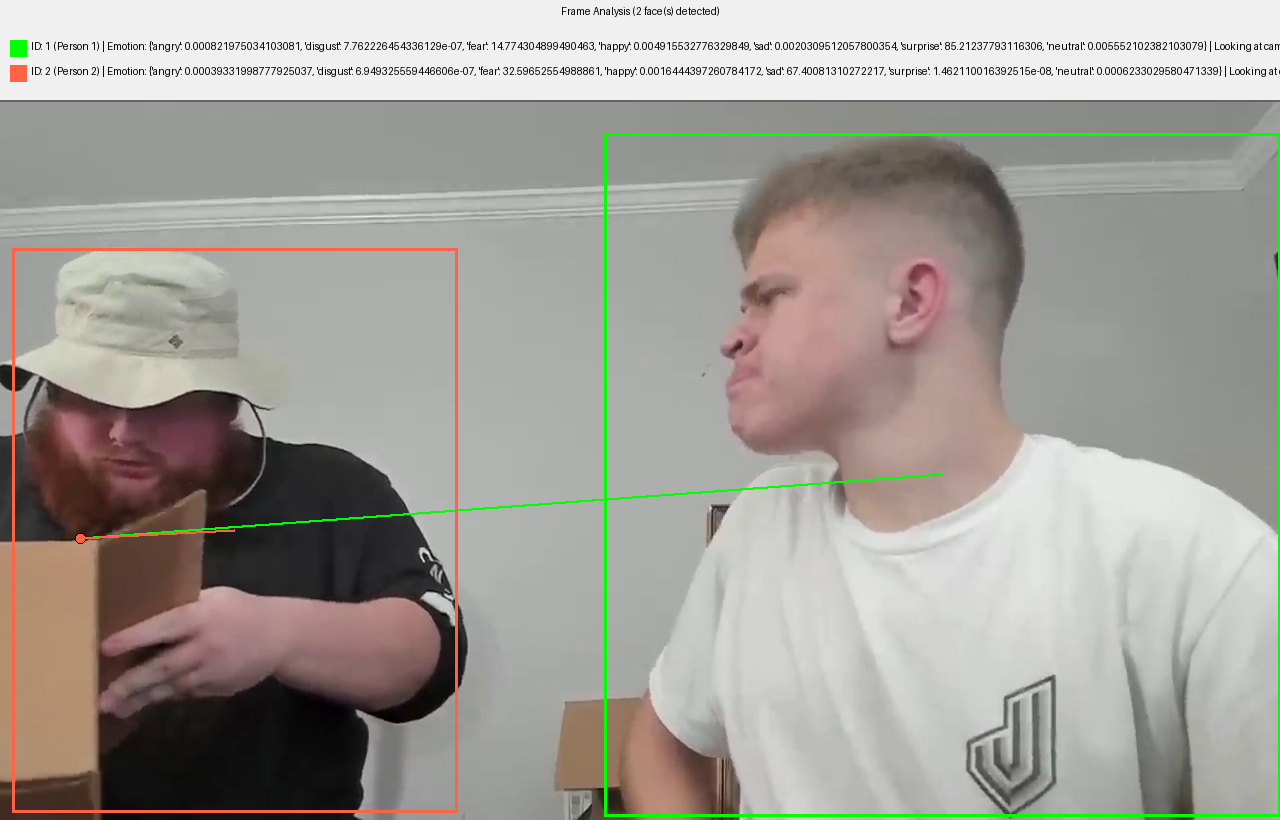 Frame Analysis (2 face(s) detected)
ID: 1 (Person 1) | Emotion: {'angry': 0.000821975034103081, 'disgust': 7.762226454336129e-07, 'fear': 14.774304899490463, 'happy': 0.004915532776329849, 'sad': 0.0020309512057800354, 'surprise': 85.21237793116306, 'neutral': 0.005552102382103079} | Looking at cam
ID: 2 (Person 2) | Emotion: {'angry': 0.00039331998777925037, 'disgust': 6.949325559446606e-07, 'fear': 32.59652554988861, 'happy': 0.0016444397260784172, 'sad': 67.40081310272217, 'surprise': 1.462110016392515e-08, 'neutral': 0.0006233029580471339} | Looking at